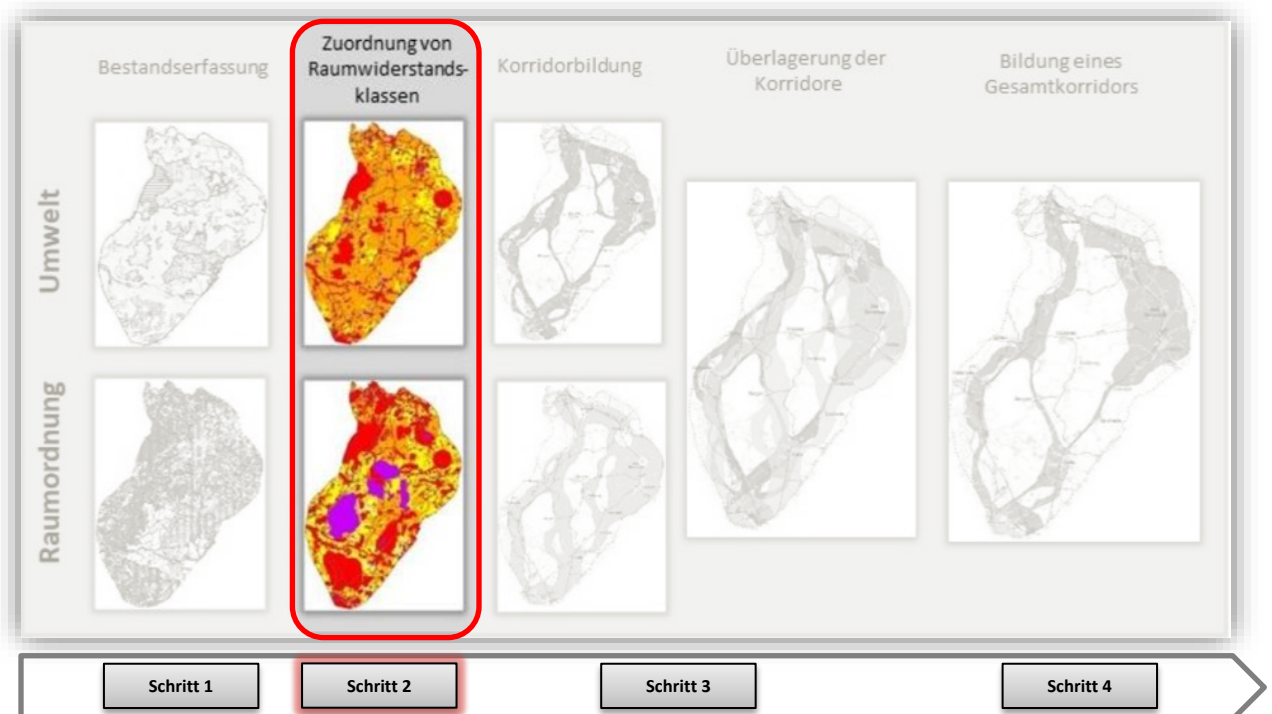 Bestandserfassung
Zuordnung von
Raumwiderstands-
klassen
Korridorbildung
Überlagerung der
Korridore
Bildung eines
Gesamtkorridors
Umwelt
Raumordnung
Schritt 1
Schritt 2
Schritt 3
Schritt 4